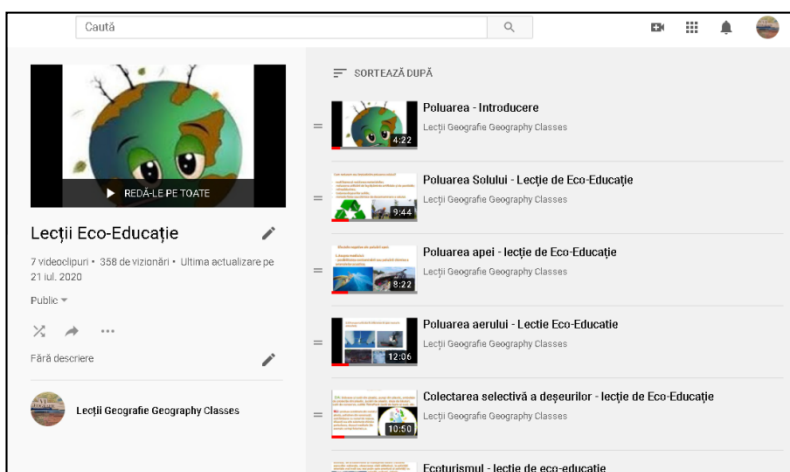 Caută
REDĂ-LE PE TOATE
Lecții Eco-Educație
7 videoclipuri • 358 de vizionări • Ultima actualizare pe
21 iul. 2020
Public
Fără descriere
Lecții Geografie Geography Classes
SORTEAZĂ DUPĂ
Poluarea - Introducere
Lecții Geografie Geography Classes
4:22
Poluarea Solului - Lecție de Eco-Educație
Lecții Geografie Geography Classes
9:44
Poluarea apei - lecție de Eco-Educație
Lecții Geografie Geography Classes
8:22
Poluarea aerului - Lectie Eco-Educatie
Lecții Geografie Geography Classes
12:06
Colectarea selectivă a deșeurilor - lecție de Eco-Educație
Lecții Geografie Geography Classes
10:50
Ecoturismul - lecție de eco-educație